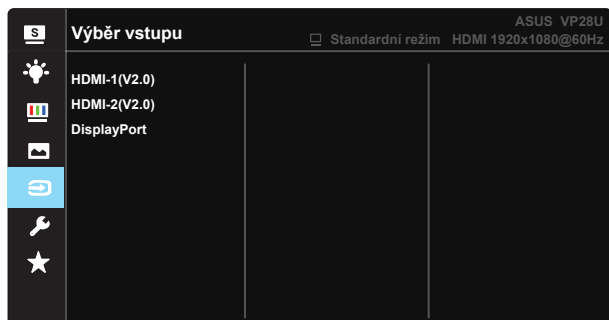 S
Výběr vstupu
ASUS VP28U
Standardní režim HDMI 1920x1080@60Hz
HDMI-1(V2.0)
HDMI-2(V2.0)
DisplayPort